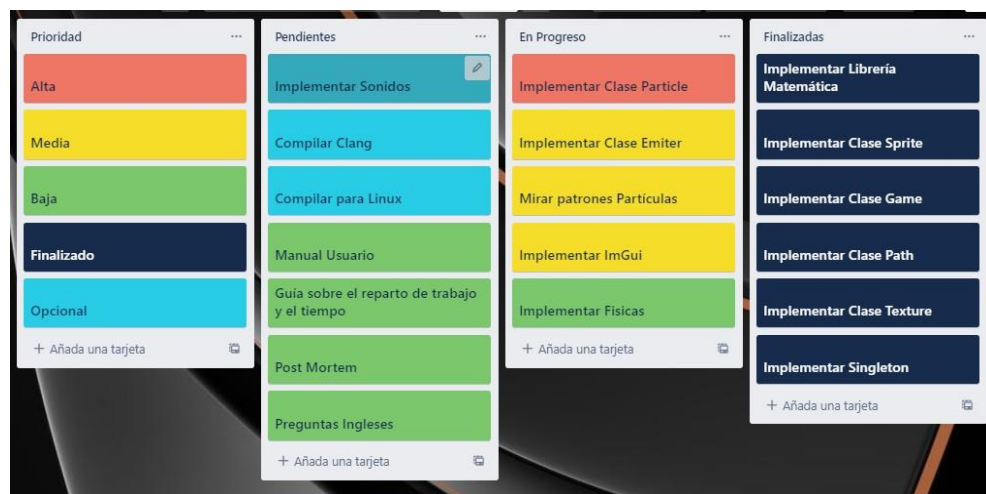 Prioridad
Alta
Media
Baja
Finalizado
Opcional
+ Añada una tarjeta
Pendientes
Implementar Sonidos
Compilar Clang
Compilar para Linux
Manual Usuario
Guía sobre el reparto de trabajo
y el tiempo
Post Mortem
Preguntas Ingleses
+ Añada una tarjeta
En Progreso
Implementar Clase Particle
Implementar Clase Emiter
Mirar patrones Partículas
Implementar ImGui
Implementar Fisicas
+ Añada una tarjeta
Finalizadas
Implementar Librería
Matemática
Implementar Clase Sprite
Implementar Clase Game
Implementar Clase Path
Implementar Clase Texture
Implementar Singleton
+ Añada una tarjeta